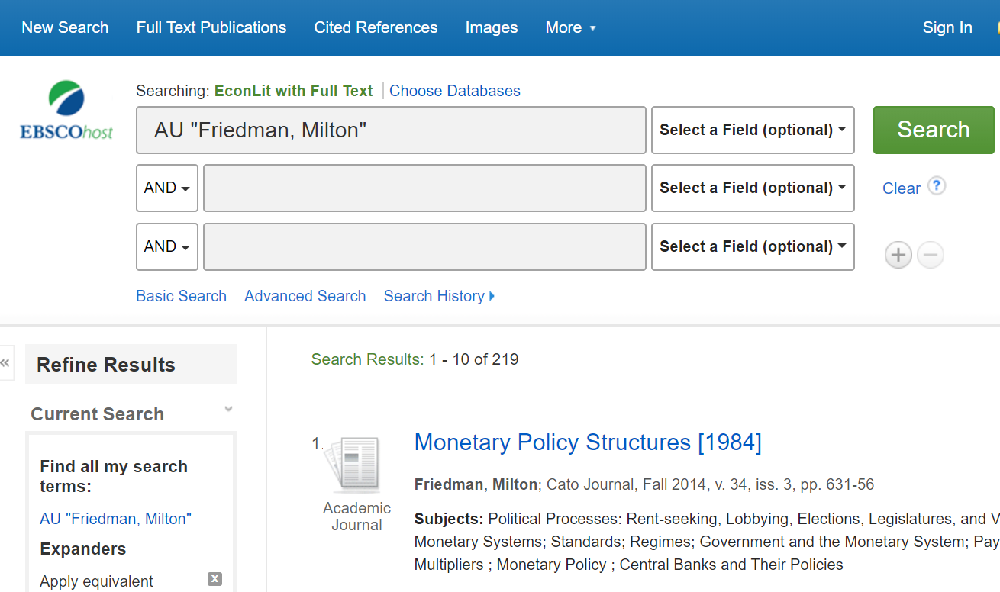 New Search Full Text Publications Cited References Images More Sign In
Searching: EconLit with Full Text Choose Databases
EBSCOhost
AU "Friedman, Milton" Select a Field (optional) Search
AND Select a Field (optional) Clear ?
AND Select a Field (optional) + −
Basic Search Advanced Search Search History
«
Refine Results
Current Search
Find all my search
terms:
AU "Friedman, Milton"
Expanders
Apply equivalent x
Search Results: 1 - 10 of 219
1. Monetary Policy Structures [1984]
Friedman, Milton; Cato Journal, Fall 2014, v. 34, iss. 3, pp. 631-56
Academic
Journal
Subjects: Political Processes: Rent-seeking, Lobbying, Elections, Legislatures, and V
Monetary Systems; Standards; Regimes; Government and the Monetary System; Pay
Multipliers ; Monetary Policy ; Central Banks and Their Policies